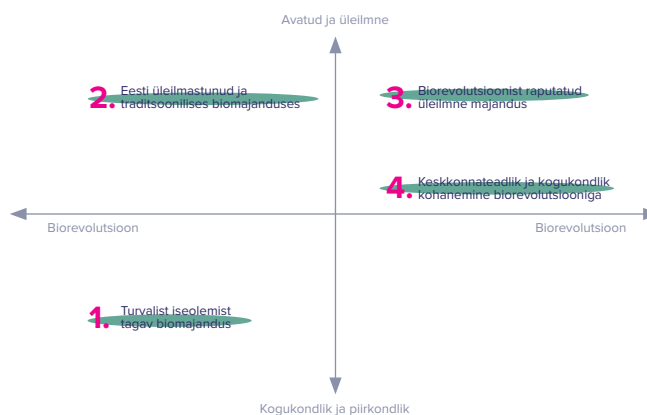 Avatud ja üleilmne
2. Eesti üleilmastunud ja
traditsoonilises biomajanduses
3. Biorevolutsioonist raputatud
üleilmne majandus
4. Keskkonnateadlik ja kogukondlik
kohanemine biorevolutsiooniga
Biorevolutsioon
Biorevolutsioon
1. Turvalist iseolemist
tagav biomajandus
Kogukondlik ja piirkondlik